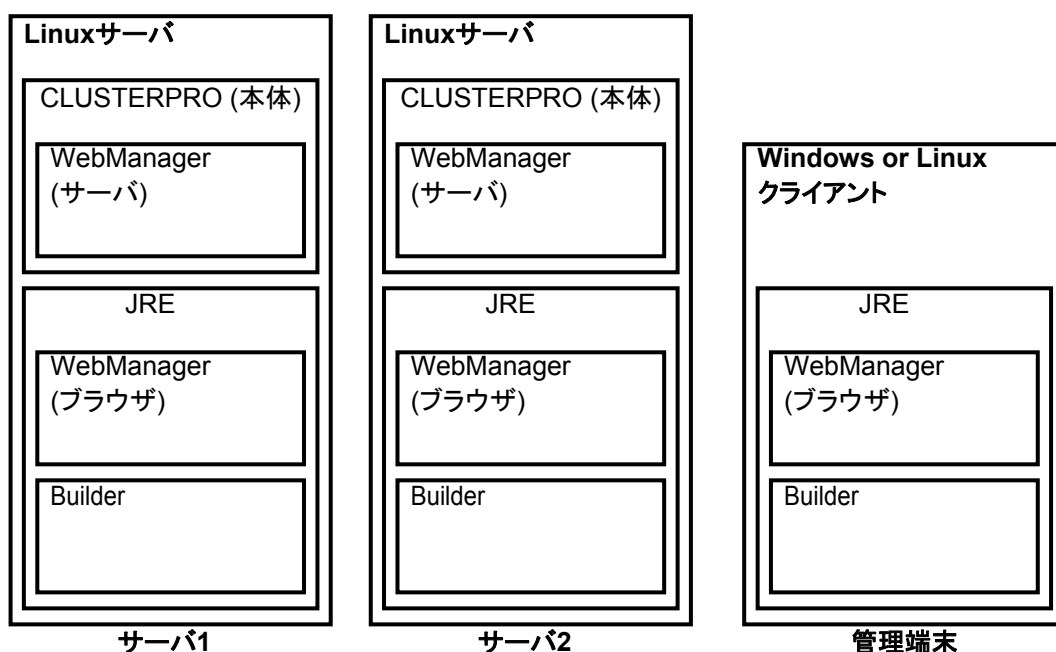 Linuxサーバ
CLUSTERPRO (本体)
WebManager
(サーバ)
JRE
WebManager
(ブラウザ)
Builder
サーバ1
Linuxサーバ
CLUSTERPRO (本体)
WebManager
(サーバ)
JRE
WebManager
(ブラウザ)
Builder
サーバ2
Windows or Linux
クライアント
JRE
WebManager
(ブラウザ)
Builder
管理端末